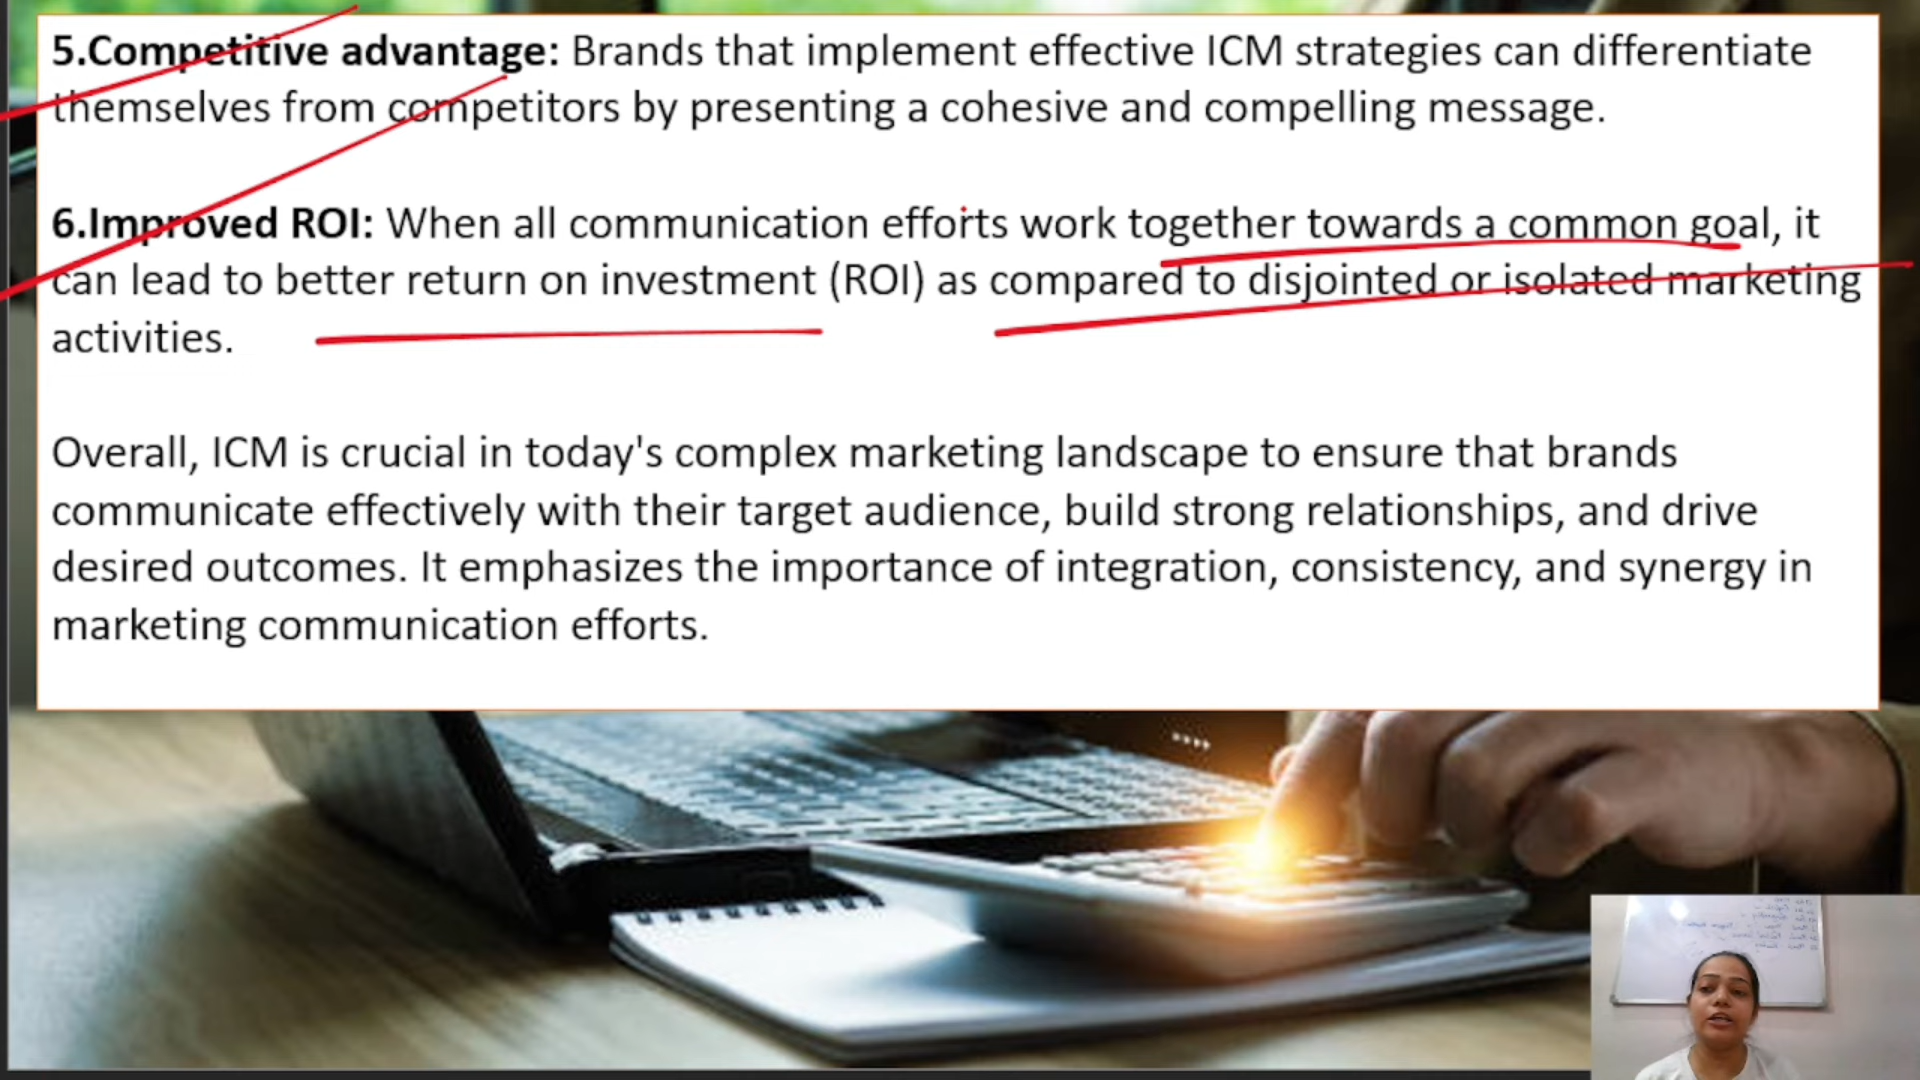 5.Competitive advantage: Brands that implement effective ICM strategies can differentiate
themselves from competitors by presenting a cohesive and compelling message.
6.Improved ROI: When all communication efforts work together towards a common goal, it
can lead to better return on investment (ROI) as compared to disjointed or isolated marketing
activities.
Overall, ICM is crucial in today's complex marketing landscape to ensure that brands
communicate effectively with their target audience, build strong relationships, and drive
desired outcomes. It emphasizes the importance of integration, consistency, and synergy in
marketing communication efforts.